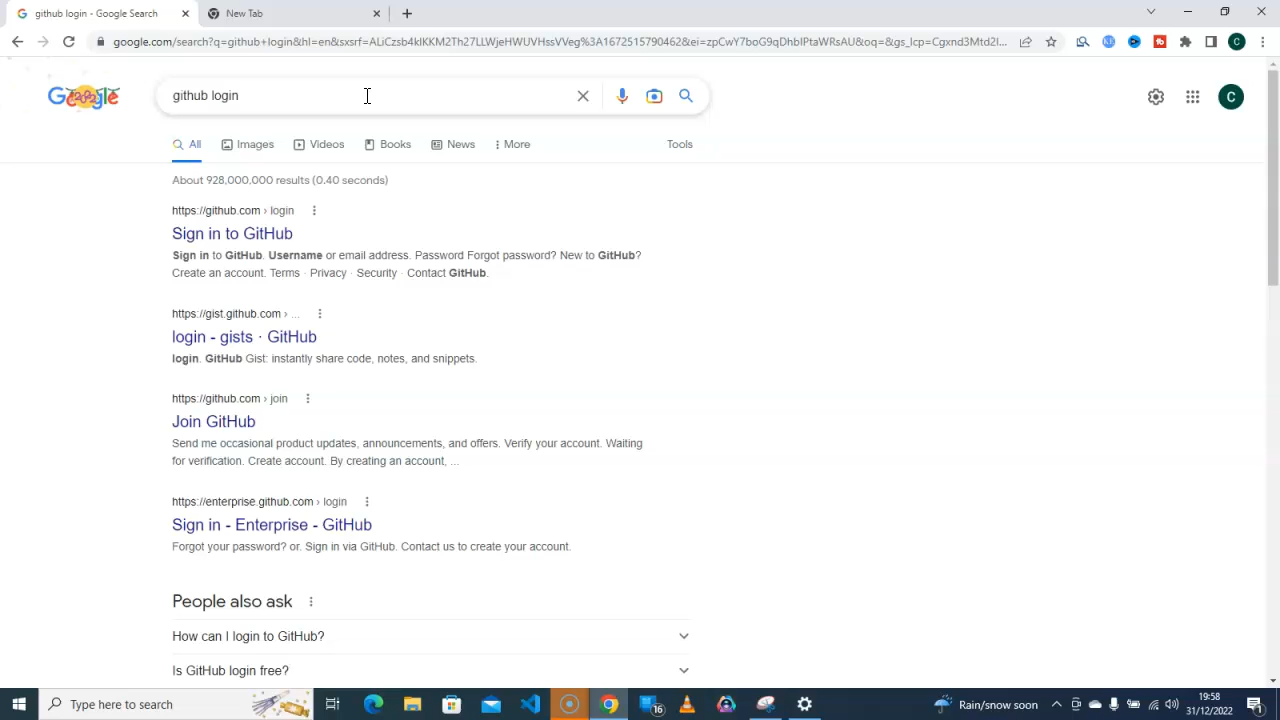 github login - Google Search
New Tab
google.com/search?q=github+login&hl=en&sxsrf=ALiCzsb4kIKKM2Th27LLWjeHWUVHssVVeg%3A1672515790462&ei=zpCwY7boG9qDhbIPtaWRsAU&oq=&gs_lcp=Cgxnd3Mtd2l...
Google
github login
C
All
Images
Videos
Books
News
More
Tools
About 928,000,000 results (0.40 seconds)
https://github.com › login
Sign in to GitHub
Sign in to GitHub. Username or email address. Password Forgot password? New to GitHub?
Create an account. Terms · Privacy · Security · Contact GitHub.
https://gist.github.com › ...
login - gists · GitHub
login. GitHub Gist: instantly share code, notes, and snippets.
https://github.com › join
Join GitHub
Send me occasional product updates, announcements, and offers. Verify your account. Waiting
for verification. Create account. By creating an account, ...
https://enterprise.github.com › login
Sign in - Enterprise - GitHub
Forgot your password? or. Sign in via GitHub. Contact us to create your account.
People also ask
How can I login to GitHub?
Is GitHub login free?
Type here to search
16
Rain/snow soon
19:58
31/12/2022
1